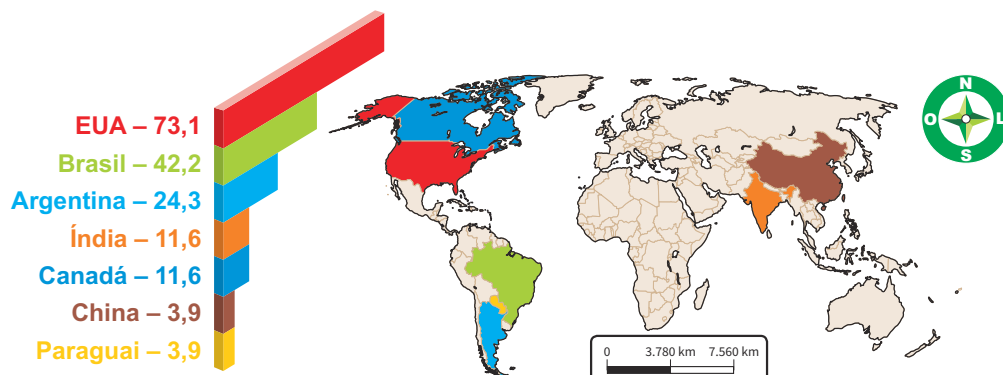 EUA – 73,1
Brasil – 42,2
Argentina – 24,3
Índia – 11,6
Canadá – 11,6
China – 3,9
Paraguai – 3,9
N
O L
S
0 3.780 km 7.560 km